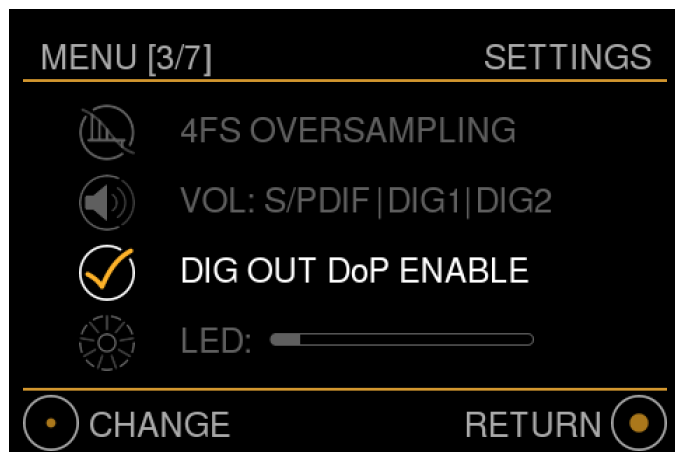 MENU [3/7] SETTINGS
4FS OVERSAMPLING
VOL: S/PDIF|DIG1|DIG2
DIG OUT DoP ENABLE
LED:
CHANGE RETURN